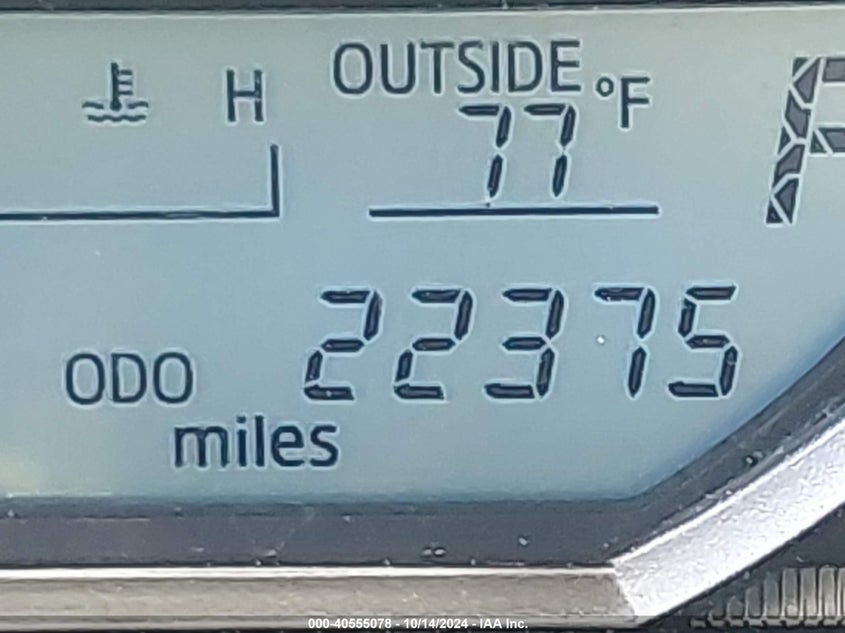 OUTSIDE
H
77 °F
P
22375
ODO
miles
000-40555078 - 10/14/2024 - IAA Inc.